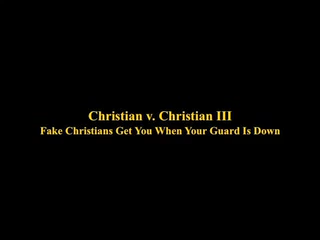 Christian v. Christian III
Fake Christians Get You When Your Guard Is Down